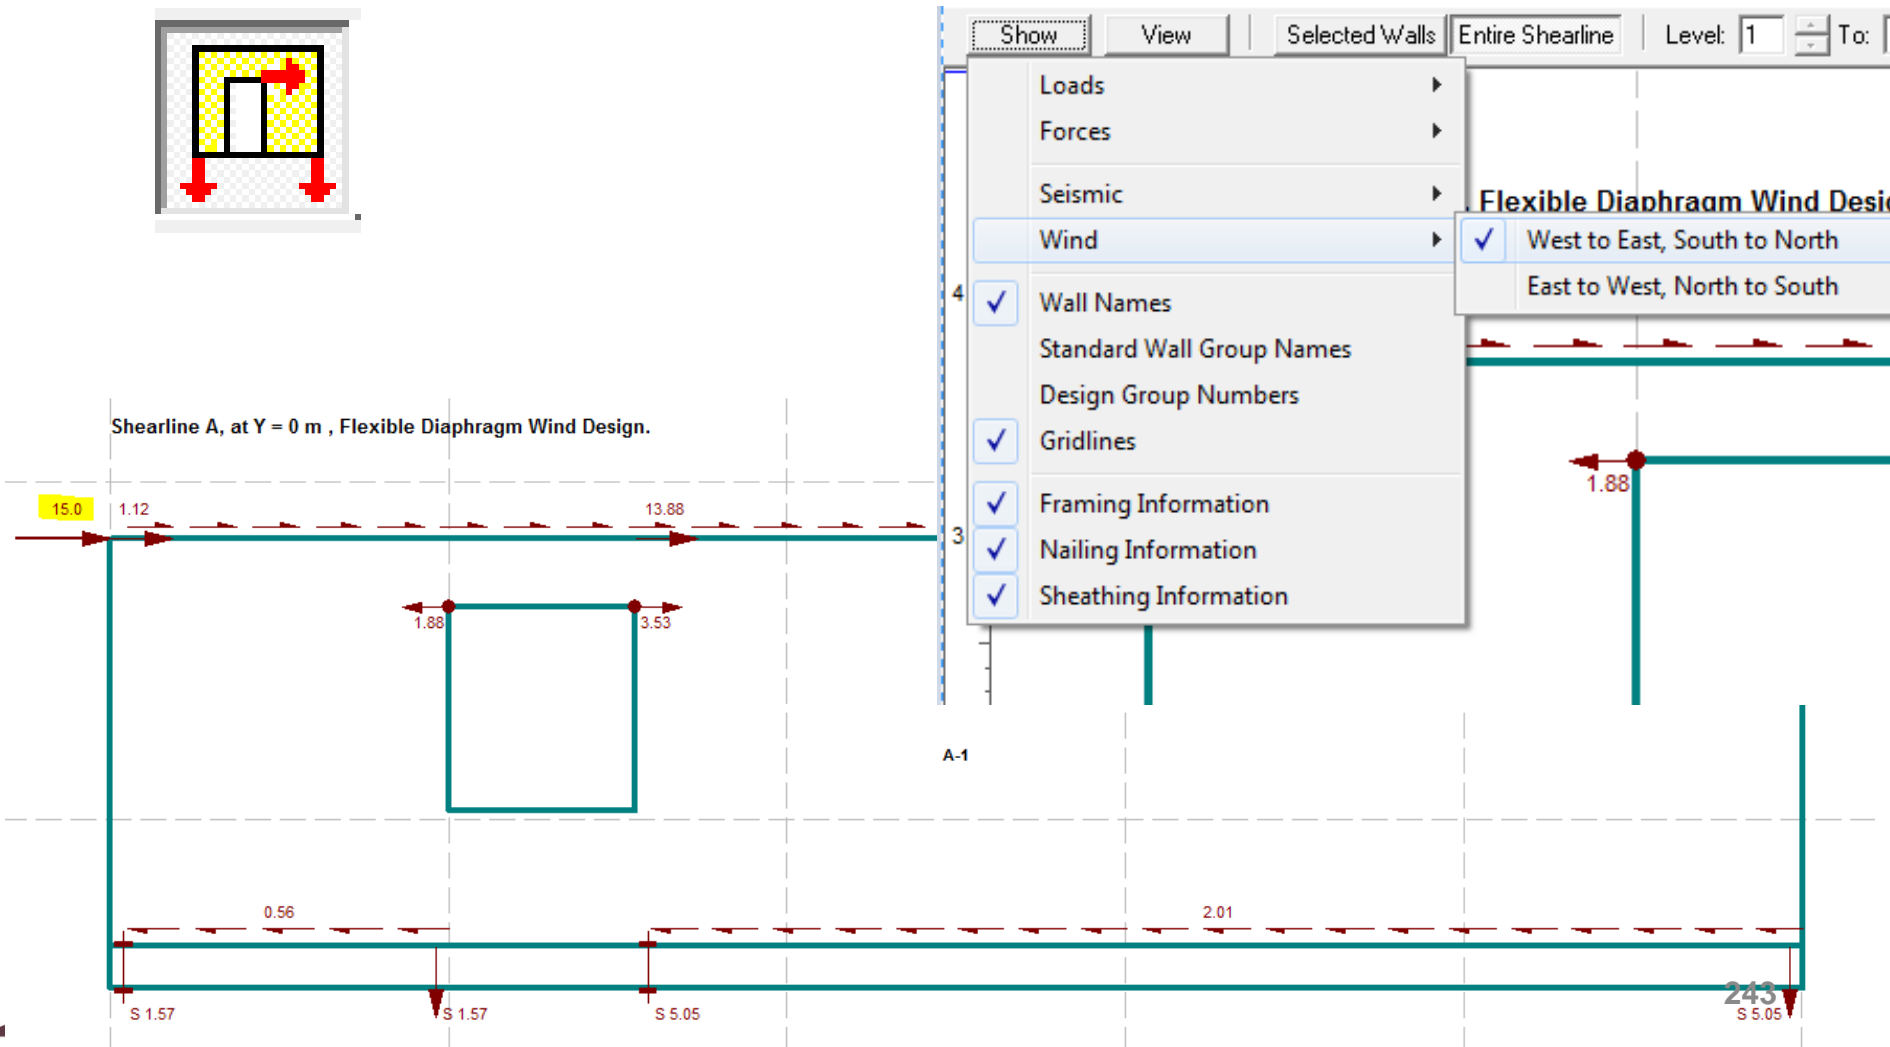 Show View Selected Walls Entire Shearline Level: 1 To:
Loads
Forces
Seismic
Wind
Wall Names
Standard Wall Group Names
Design Group Numbers
Gridlines
Framing Information
Nailing Information
Sheathing Information
West to East, South to North
East to West, North to South
, Flexible Diaphragm Wind Desi
4
3
1.88
Shearline A, at Y = 0 m , Flexible Diaphragm Wind Design.
15.0 1.12 13.88
1.88 3.53
A-1
0.56 2.01
S 1.57 S 1.57 S 5.05 S 5.05
243